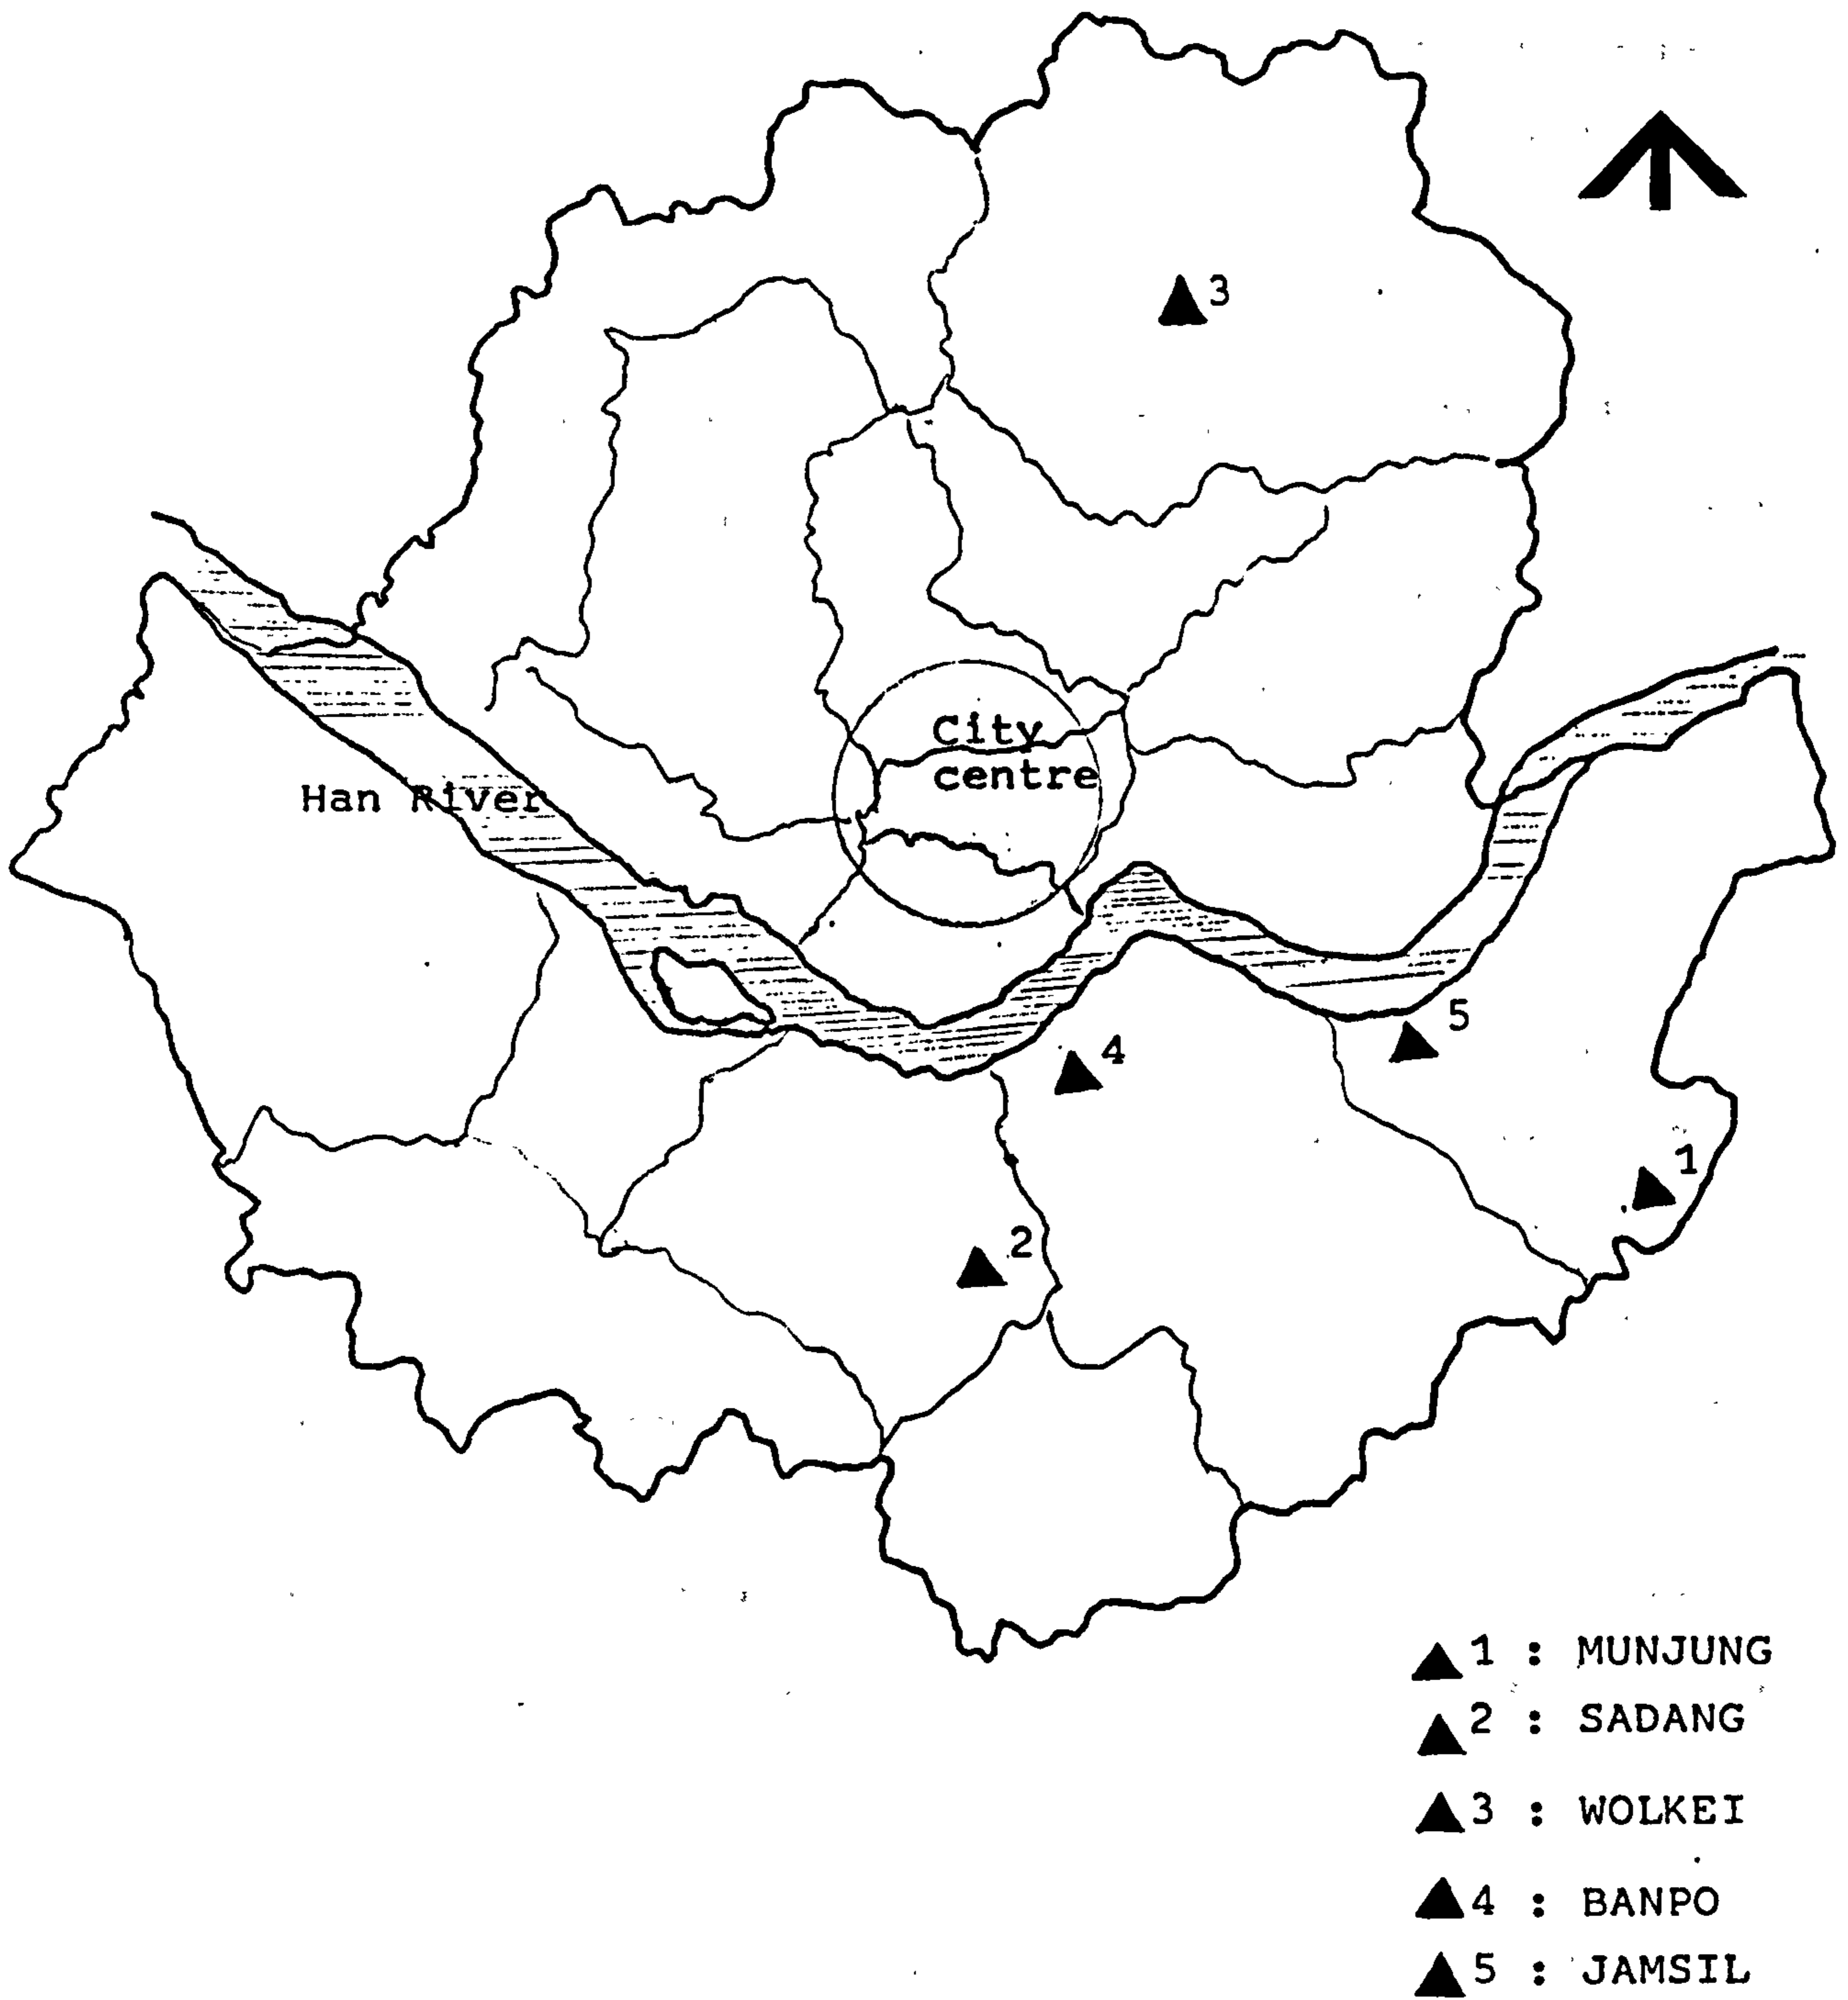 3
City
centre
Han River
5
4
1
2
1 : MUNJUNG
2 : SADANG
3 : WOLKEI
4 : BANPO
5 : JAMSIL